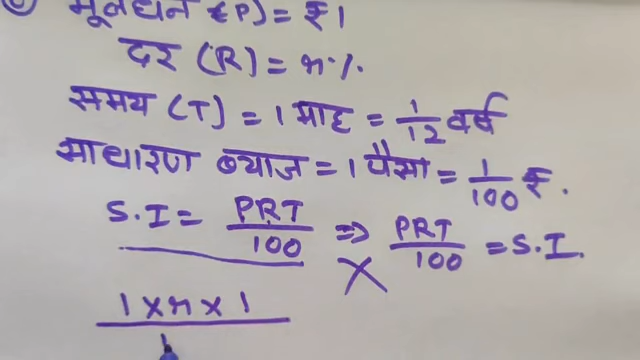 मूलधन (P) = ₹1
दर (R) = n%.
समय (T) = 1 माह = 1/12 वर्ष
साधारण ब्याज = 1 पैसा = 1/100 ₹.
S.I = PRT/100 ⇒ PRT/100 = S.I.
1 x n x 1